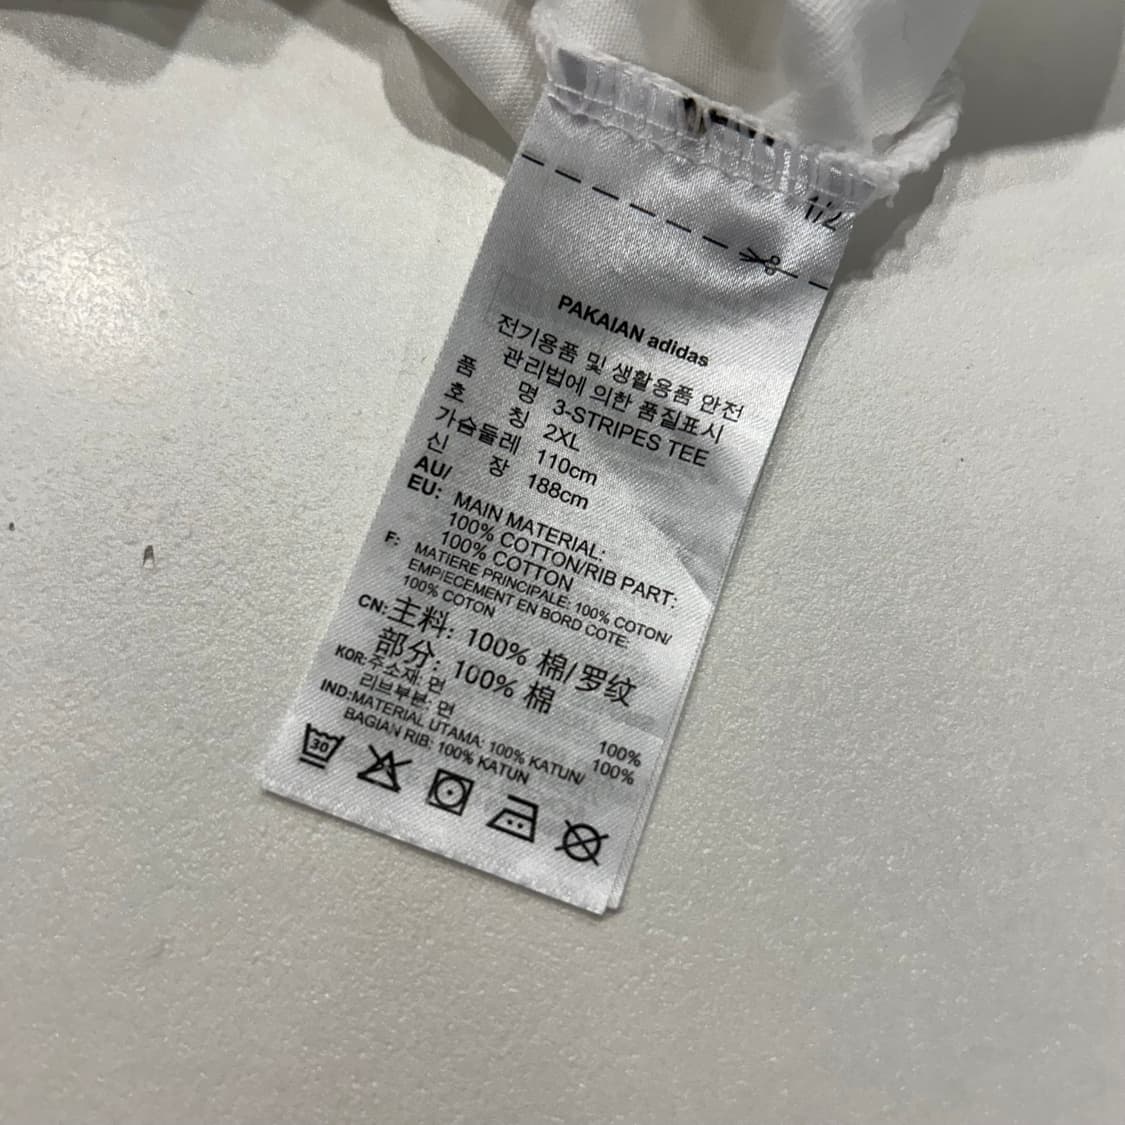 1/2
PAKAIAN adidas
전기용품 및 생활용품 안전
관리법에 의한 품질표시
품 명 3-STRIPES TEE
호 칭 2XL
가슴둘레 110cm
신 장 188cm
AU/
EU: MAIN MATERIAL:
100% COTTON/RIB PART:
100% COTTON
F: MATIERE PRINCIPALE: 100% COTON/
EMPIECEMENT EN BORD COTE:
100% COTON
CN:主料: 100% 棉/罗纹
部分: 100% 棉
KOR:주소재: 면 100%
리브부분: 면 100%
IND:MATERIAL UTAMA: 100% KATUN/
BAGIAN RIB: 100% KATUN
30